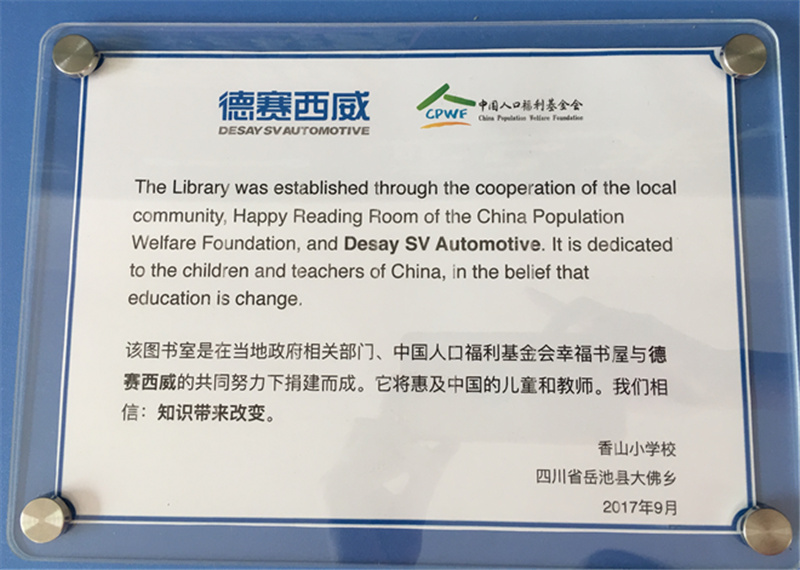 德赛西威
DESAY SV AUTOMOTIVE
CPWF
中国人口福利基金会
China Population Welfare Foundation
The Library was established through the cooperation of the local
community, Happy Reading Room of the China Population
Welfare Foundation, and Desay SV Automotive. It is dedicated
to the children and teachers of China, in the belief that
education is change.
该图书室是在当地政府相关部门、中国人口福利基金会幸福书屋与德
赛西威的共同努力下捐建而成。它将惠及中国的儿童和教师。我们相
信：知识带来改变。
香山小学校
四川省岳池县大佛乡
2017年9月